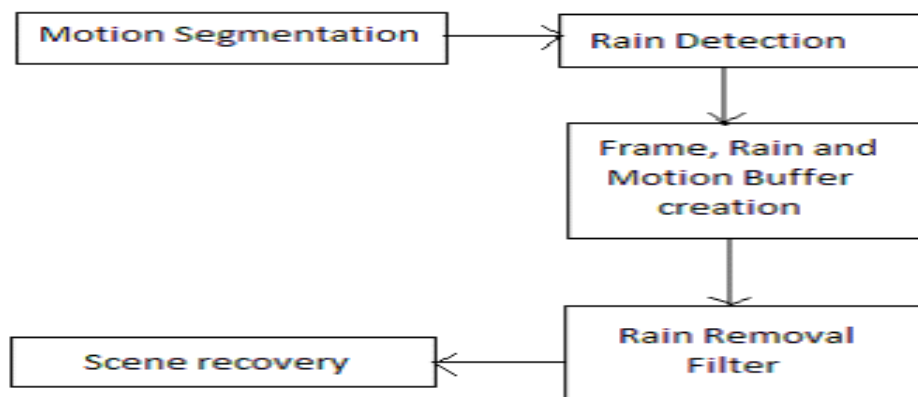 Motion Segmentation
Rain Detection
Frame, Rain and
Motion Buffer
creation
Rain Removal
Filter
Scene recovery